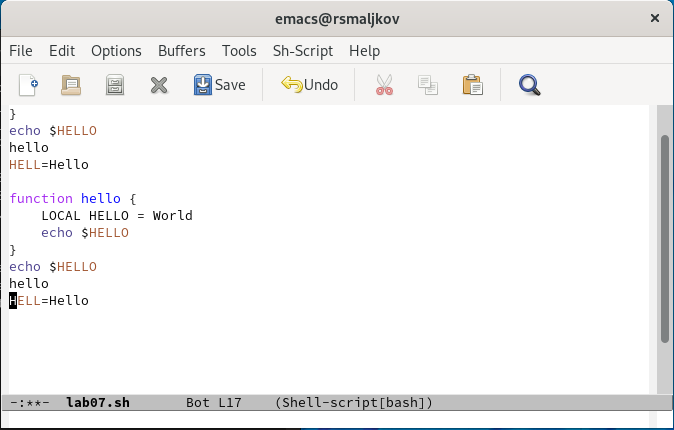 emacs@rsmaljkov ×
File Edit Options Buffers Tools Sh-Script Help
Save Undo
}
echo $HELLO
hello
HELL=Hello
function hello {
    LOCAL HELLO = World
    echo $HELLO
}
echo $HELLO
hello
HELL=Hello
-:**- lab07.sh Bot L17 (Shell-script[bash])